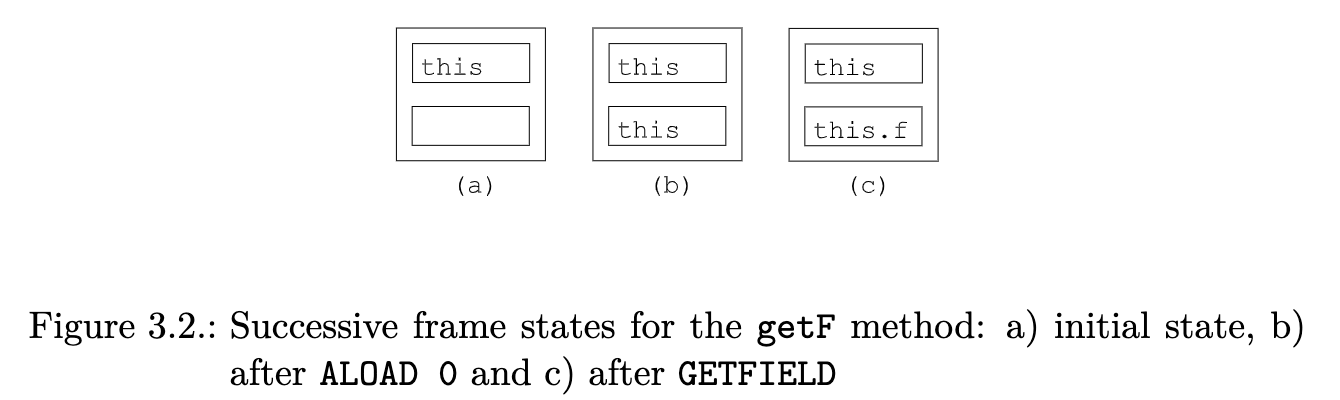 this this this
this this.f
(a) (b) (c)
Figure 3.2.: Successive frame states for the getF method: a) initial state, b)
after ALOAD 0 and c) after GETFIELD